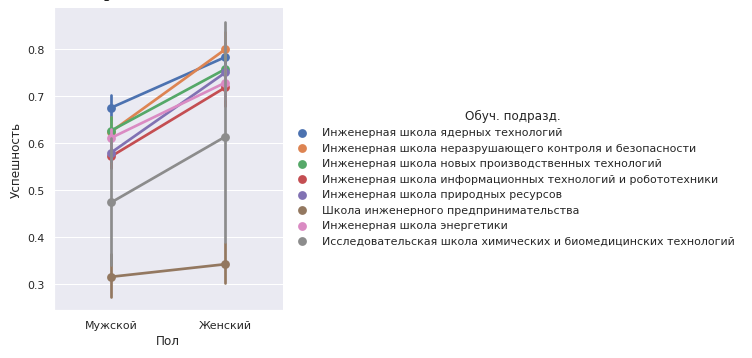 0.8
0.7
0.6
0.5
0.4
0.3
Успешность
Мужской
Женский
Пол
Обуч. подразд.
Инженерная школа ядерных технологий
Инженерная школа неразрушающего контроля и безопасности
Инженерная школа новых производственных технологий
Инженерная школа информационных технологий и робототехники
Инженерная школа природных ресурсов
Школа инженерного предпринимательства
Инженерная школа энергетики
Исследовательская школа химических и биомедицинских технологий